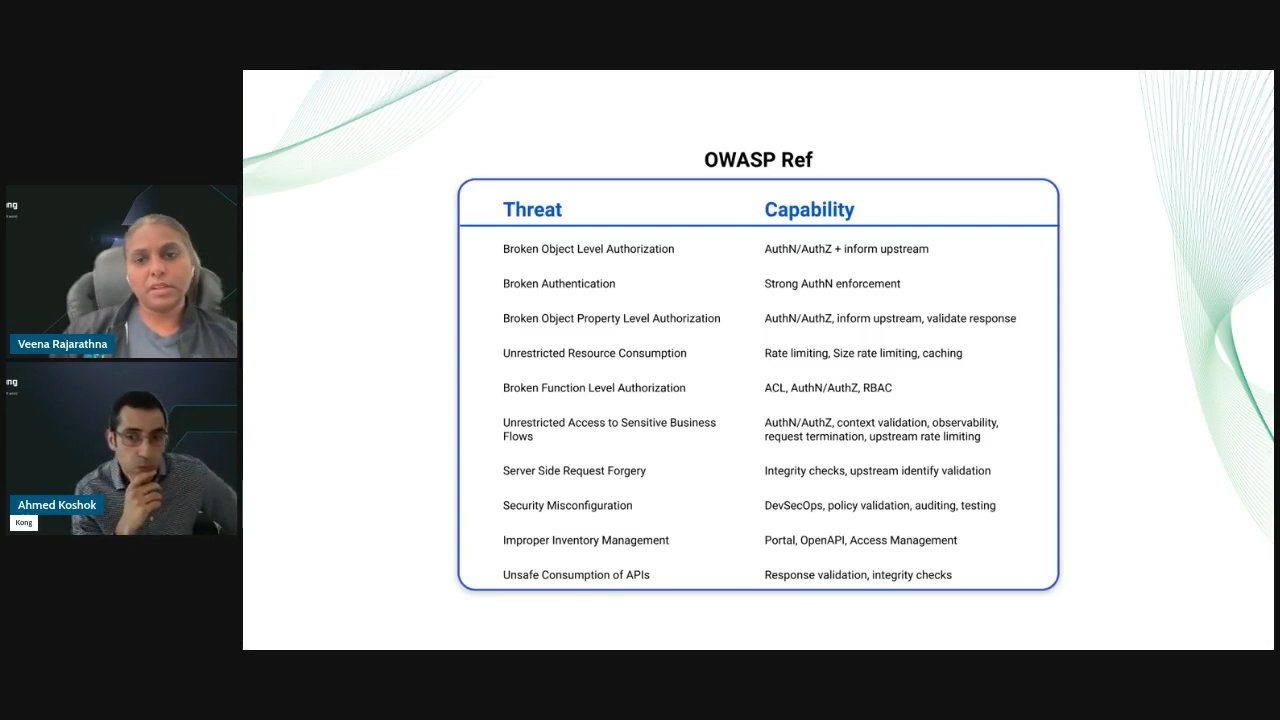 OWASP Ref
Threat Capability
Broken Object Level Authorization AuthN/AuthZ + inform upstream
Broken Authentication Strong AuthN enforcement
Broken Object Property Level Authorization AuthN/AuthZ, inform upstream, validate response
Unrestricted Resource Consumption Rate limiting, Size rate limiting, caching
Broken Function Level Authorization ACL, AuthN/AuthZ, RBAC
Unrestricted Access to Sensitive Business AuthN/AuthZ, context validation, observability,
Flows request termination, upstream rate limiting
Server Side Request Forgery Integrity checks, upstream identify validation
Security Misconfiguration DevSecOps, policy validation, auditing, testing
Improper Inventory Management Portal, OpenAPI, Access Management
Unsafe Consumption of APIs Response validation, integrity checks
ng
Veena Rajarathna
ng
Ahmed Koshok
Kong